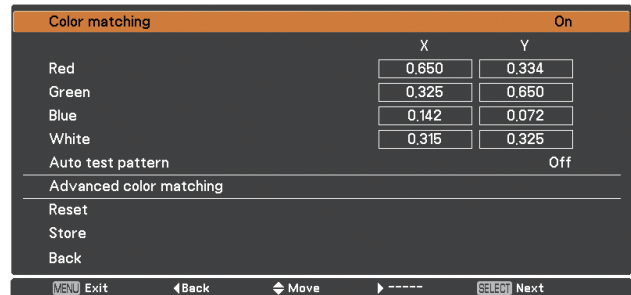 Color matching On
X Y
Red 0.650 0.334
Green 0.325 0.650
Blue 0.142 0.072
White 0.315 0.325
Auto test pattern Off
Advanced color matching
Reset
Store
Back
MENU Exit ◀Back Move ▶----- SELECT Next